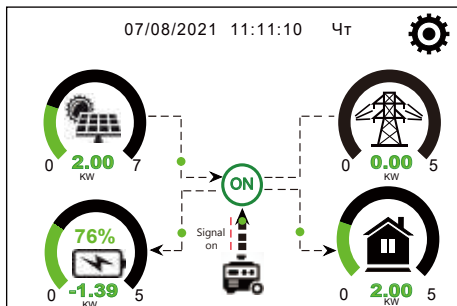 07/08/2021 11:11:10 Чт
0 2.00 7
KW
0 0.00 5
KW
ON
76%
Signal
on
0 -1.39 5
KW
0 2.00 5
KW